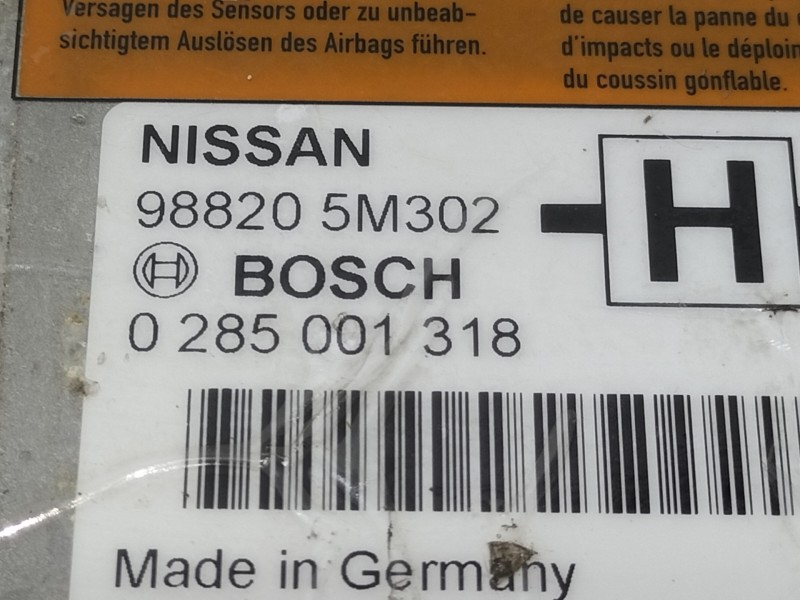 Versagen des Sensors oder zu unbeab-
sichtigtem Auslösen des Airbags führen.
de causer la panne du
d'impacts ou le
du coussin gonflable.
NISSAN
98820 5M302
H
BOSCH
0 285 001 318
Made in Germany